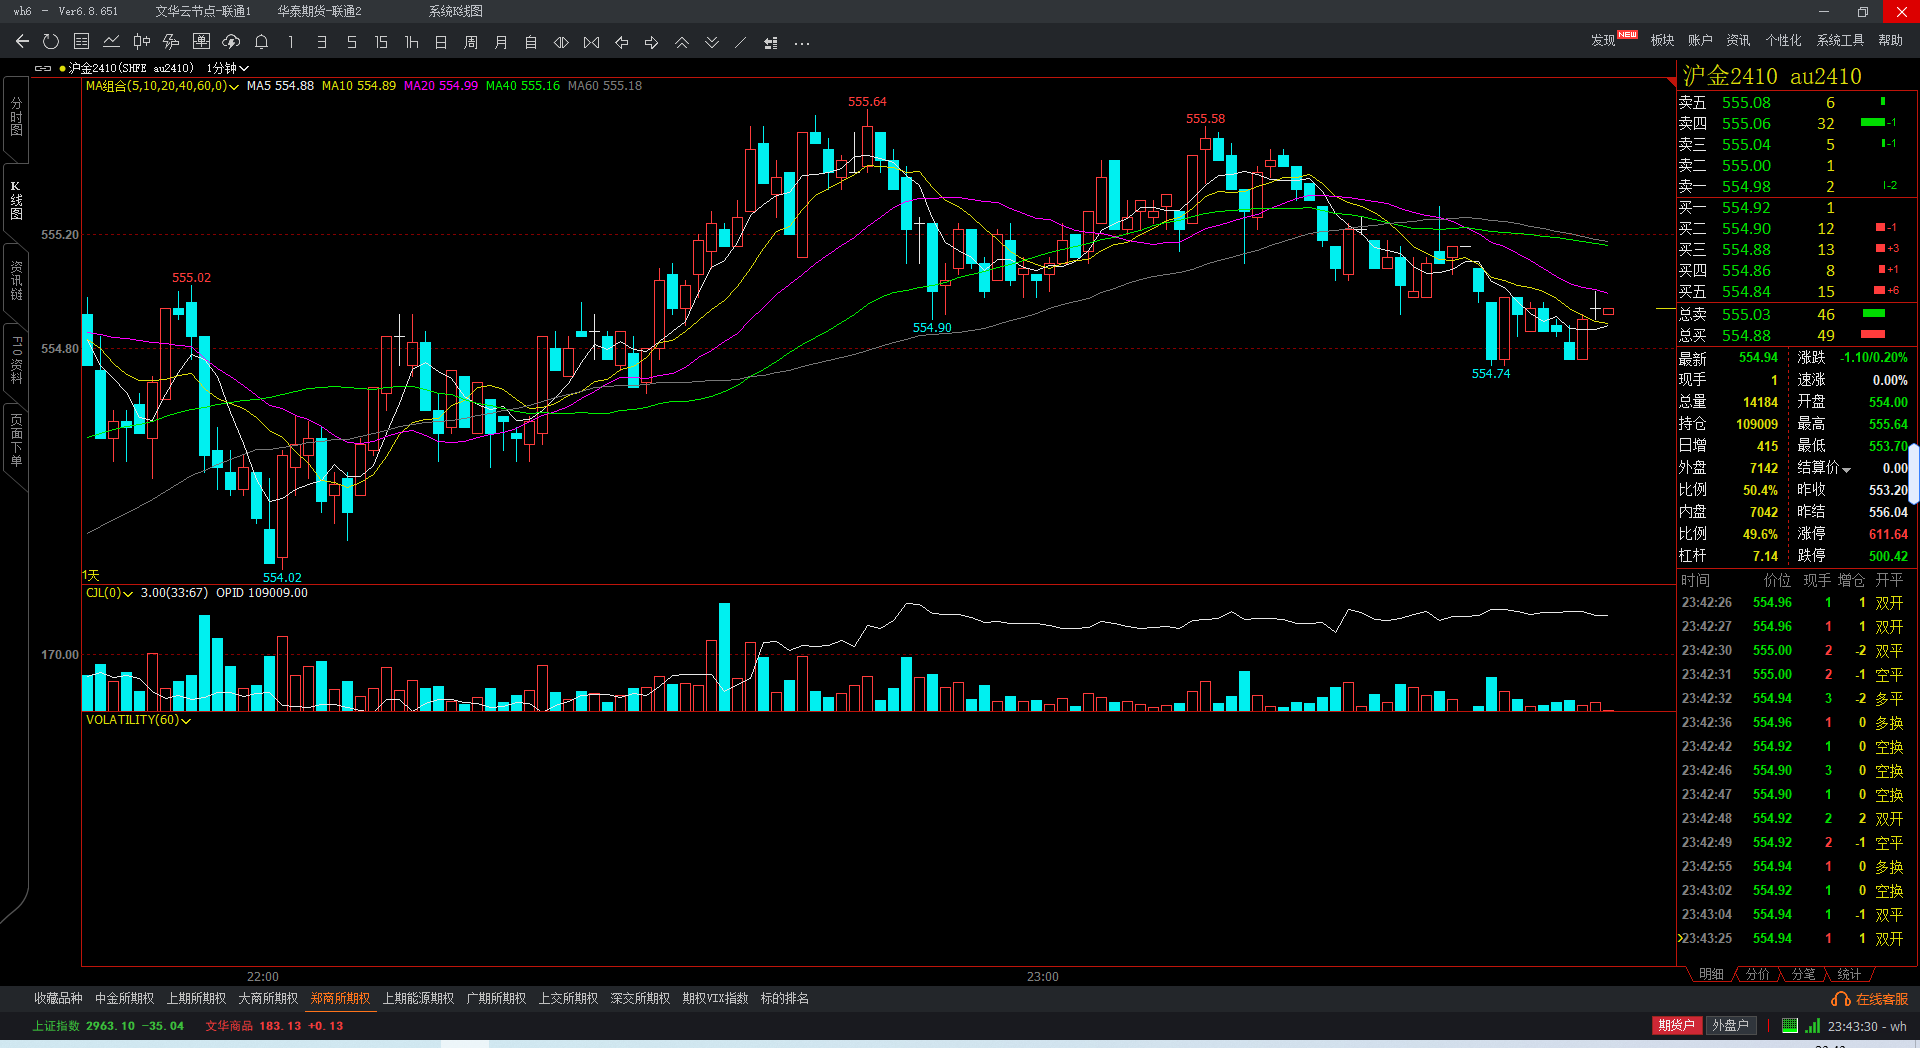 wh6 － Ver6.8.651 文华云节点-联通1 华泰期货-联通2 系统K线图
1 3 5 15 1h 日 周 月 自 ... 发现 NEW 板块 账户 资讯 个性化 系统工具 帮助
沪金2410(SHFE au2410) 1分钟
MA组合(5,10,20,40,60,0) MA5 554.88 MA10 554.89 MA20 554.99 MA40 555.16 MA60 555.18
分时图
K线图
资讯链
F10资料
页面下单
555.64
555.58
555.20
555.02
554.90
554.80
554.74
554.02
1天
CJL(0) 3.00(33:67) OPID 109009.00
170.00
VOLATILITY(60)
22:00 23:00
沪金2410 au2410
卖五 555.08 6
卖四 555.06 32 -1
卖三 555.04 5 -1
卖二 555.00 1
卖一 554.98 2 -2
买一 554.92 1
买二 554.90 12 -1
买三 554.88 13 +3
买四 554.86 8 +1
买五 554.84 15 +6
总卖 555.03 46
总买 554.88 49
最新 554.94 涨跌 -1.10/0.20%
现手 1 速涨 0.00%
总量 14184 开盘 554.00
持仓 109009 最高 555.64
日增 415 最低 553.70
外盘 7142 结算价 0.00
比例 50.4% 昨收 553.20
内盘 7042 昨结 556.04
比例 49.6% 涨停 611.64
杠杆 7.14 跌停 500.42
时间 价位 现手 增仓 开平
23:42:26 554.96 1 1 双开
23:42:27 554.96 1 1 双开
23:42:30 555.00 2 -2 双平
23:42:31 555.00 2 -1 空平
23:42:32 554.94 3 -2 多平
23:42:36 554.96 1 0 多换
23:42:42 554.92 1 0 空换
23:42:46 554.90 3 0 空换
23:42:47 554.90 1 0 空换
23:42:48 554.92 2 2 双开
23:42:49 554.92 2 -1 空平
23:42:55 554.94 1 0 多换
23:43:02 554.92 1 0 空换
23:43:04 554.94 1 -1 双平
23:43:25 554.94 1 1 双开
明细 分价 分笔 统计
收藏品种 中金所期权 上期所期权 大商所期权 郑商所期权 上期能源期权 广期所期权 上交所期权 深交所期权 期权VIX指数 标的排名 在线客服
上证指数 2963.10 -35.04 文华商品 183.13 +0.13 期货户 外盘户 23:43:30 - wh